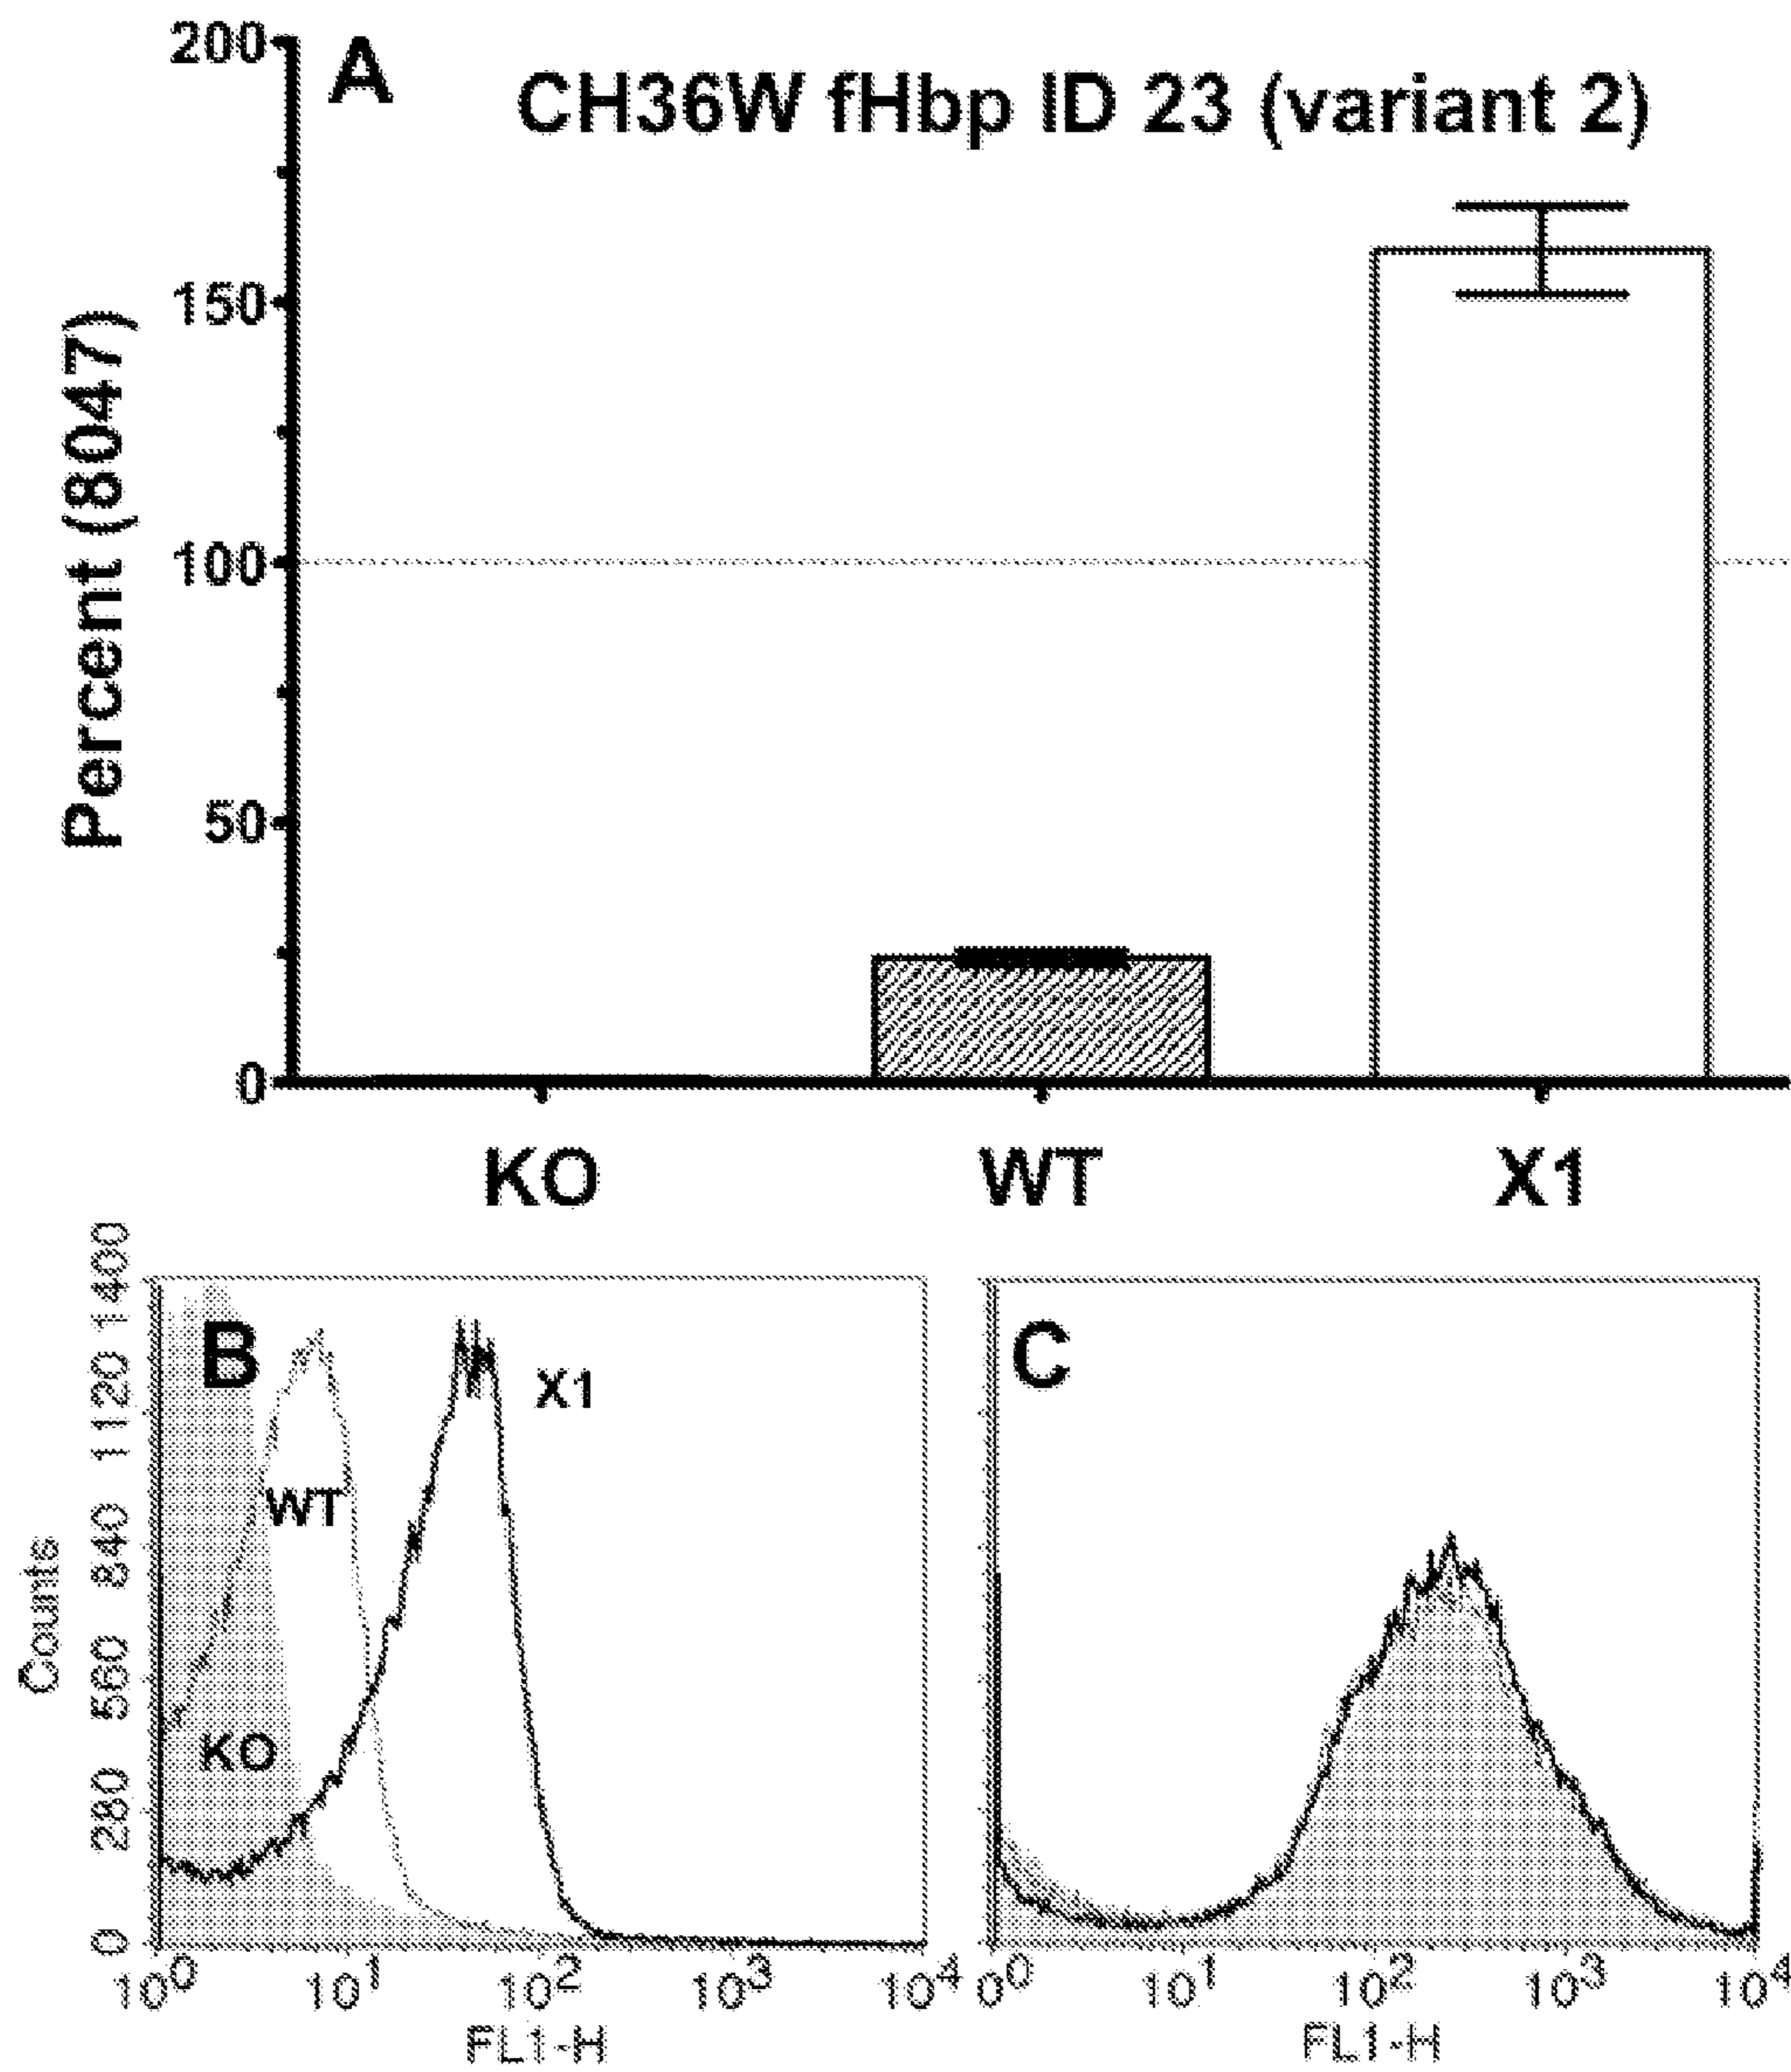 A
CH36W fHbp ID 23 (variant 2)
Percent (8047)
200
150
100
50
0
KO
WT
X1
B
WT
KO
X1
Counts
0 280 560 840 1120 1400
10⁰ 10¹ 10² 10³ 10⁴
FL1-H
C
0⁰ 10¹ 10² 10³ 10⁴
FL1-H